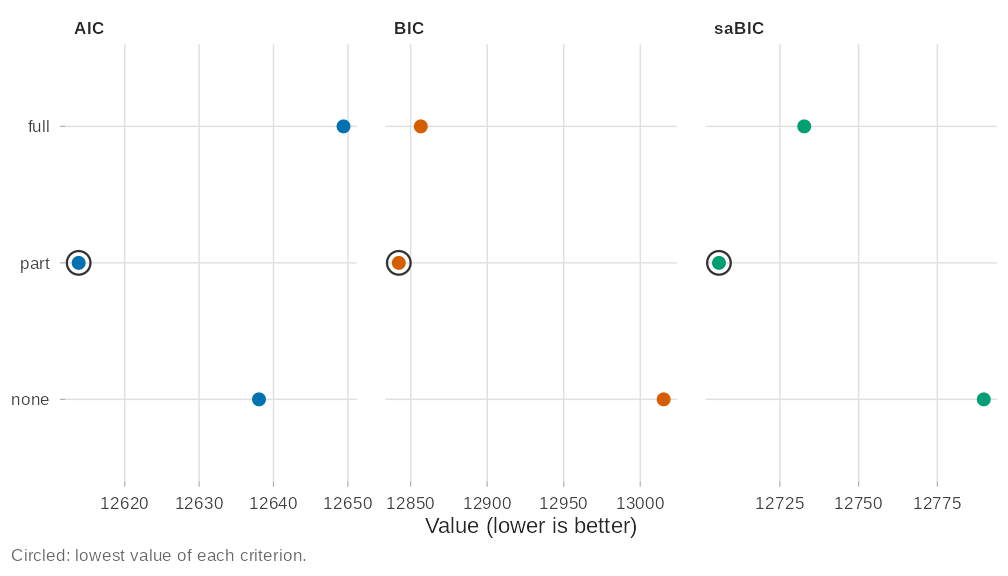 AIC BIC saBIC
full
part
none
12620 12630 12640 12650 12850 12900 12950 13000 12725 12750 12775
Value (lower is better)
Circled: lowest value of each criterion.